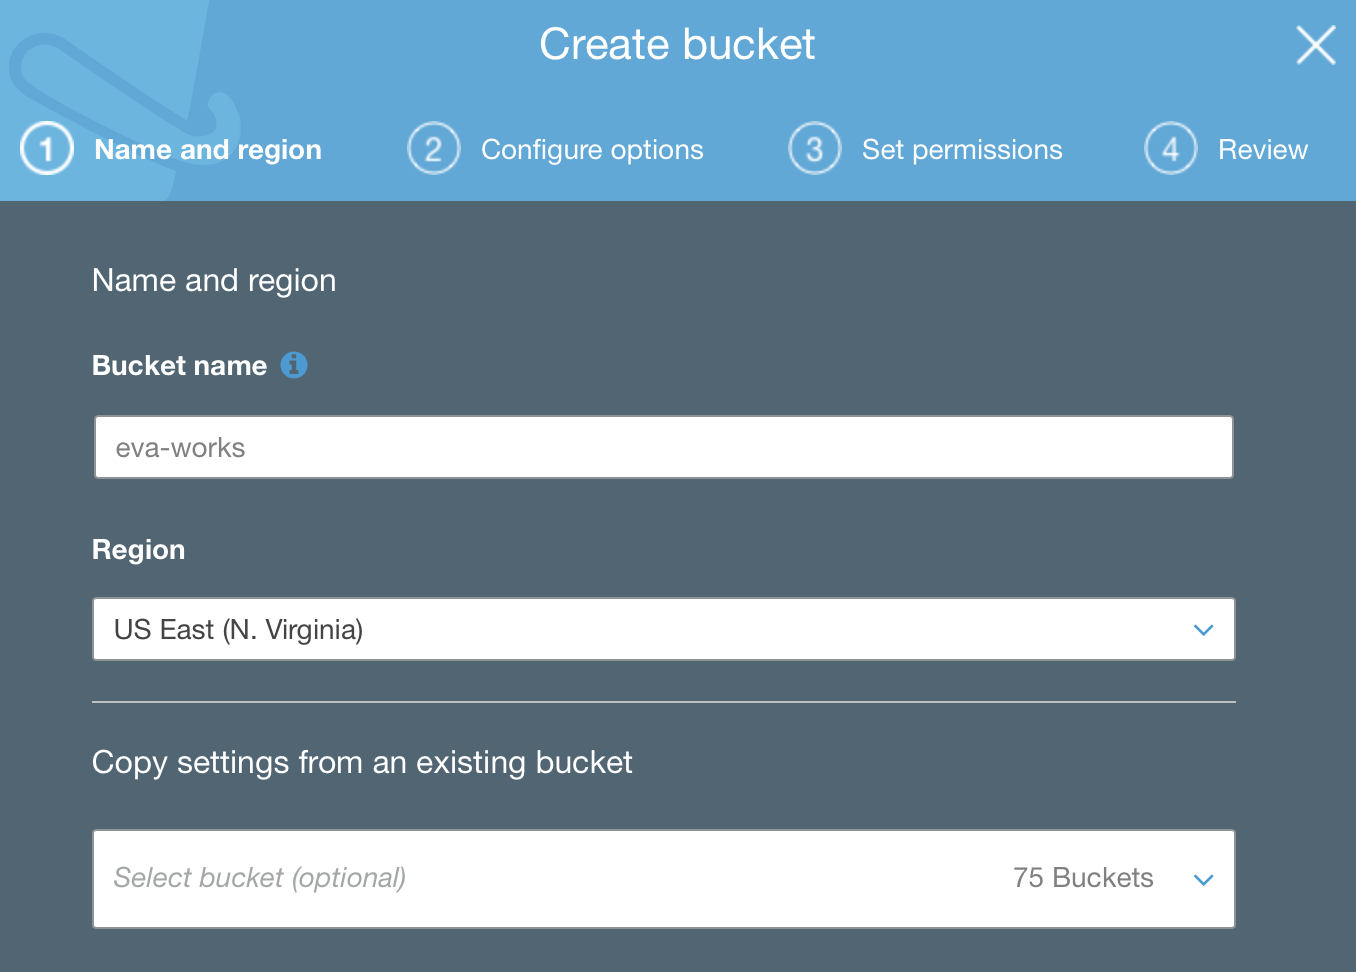 Create bucket
1 Name and region 2 Configure options 3 Set permissions 4 Review
Name and region
Bucket name
eva-works
Region
US East (N. Virginia)
Copy settings from an existing bucket
Select bucket (optional) 75 Buckets